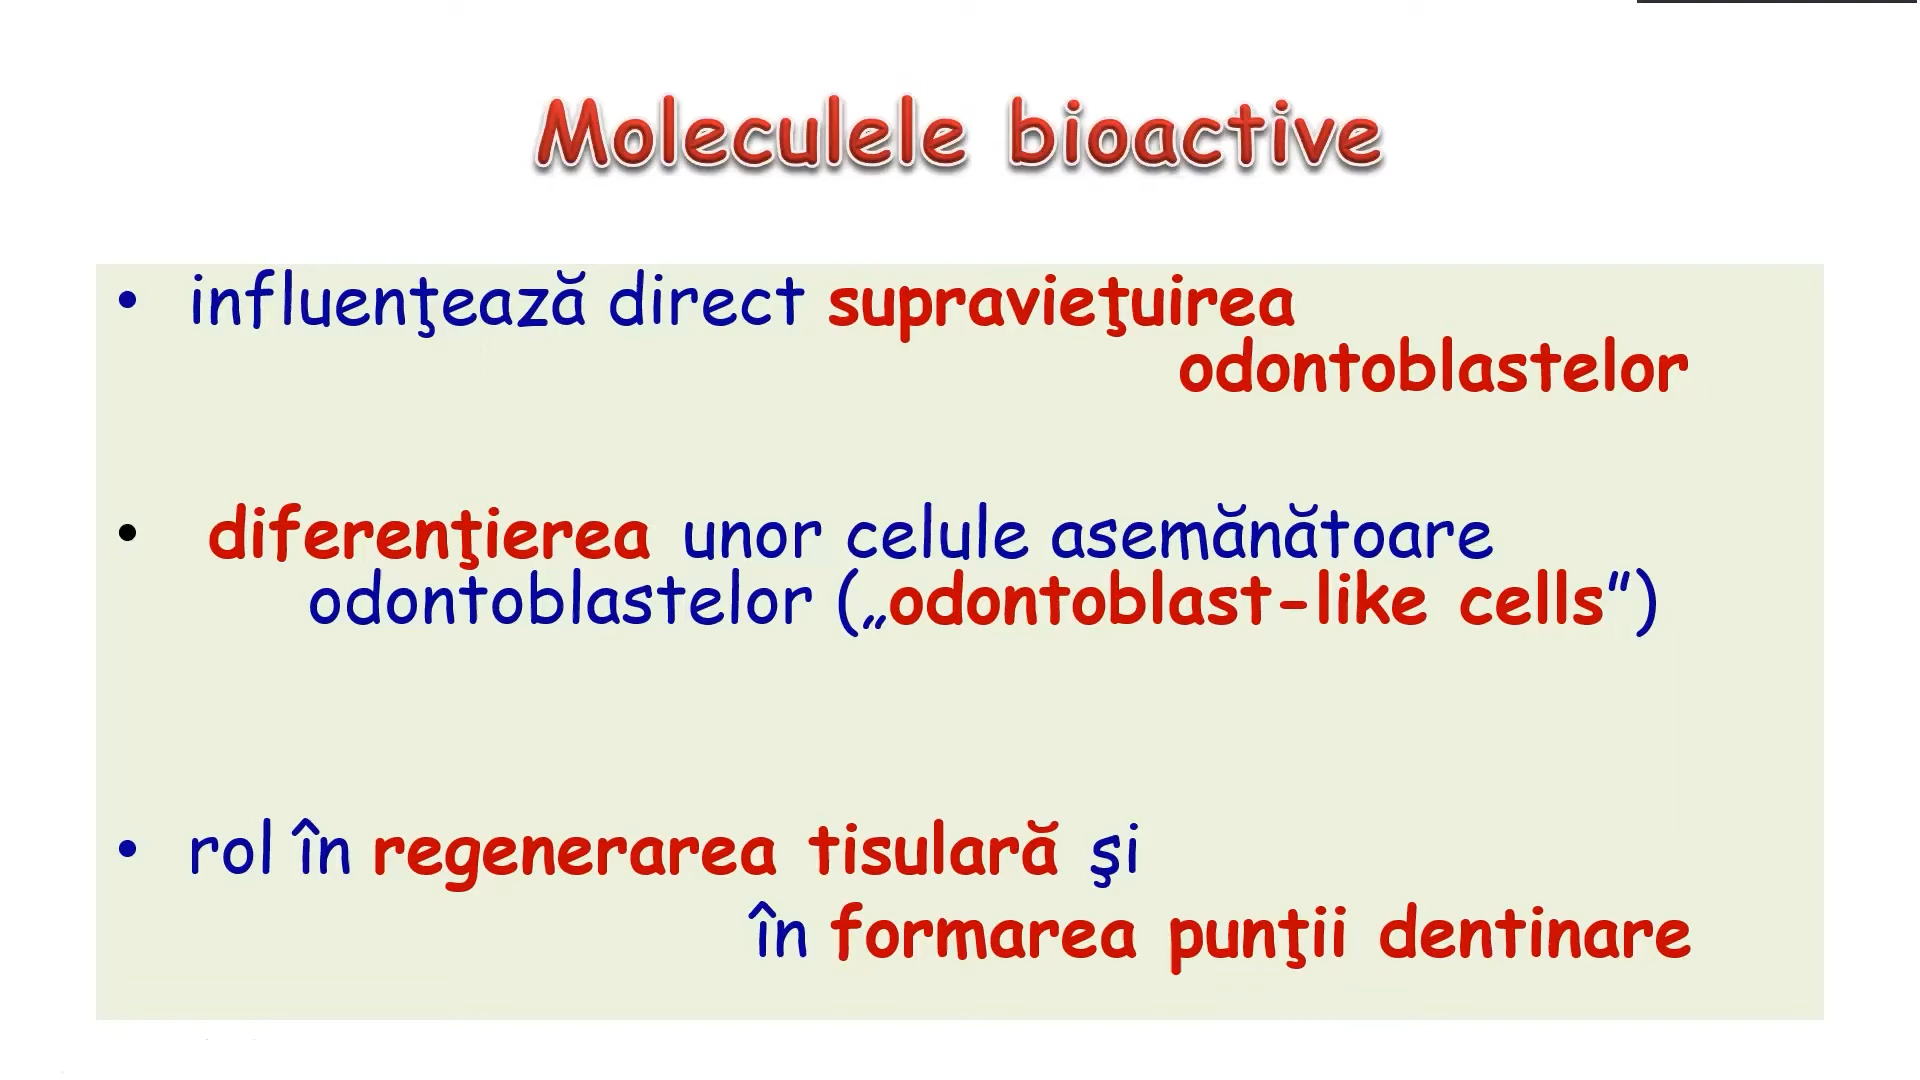 Moleculele bioactive
• influenţează direct supravieţuirea
odontoblastelor
• diferenţierea unor celule asemănătoare
odontoblastelor („odontoblast-like cells”)
• rol în regenerarea tisulară şi
în formarea punţii dentinare